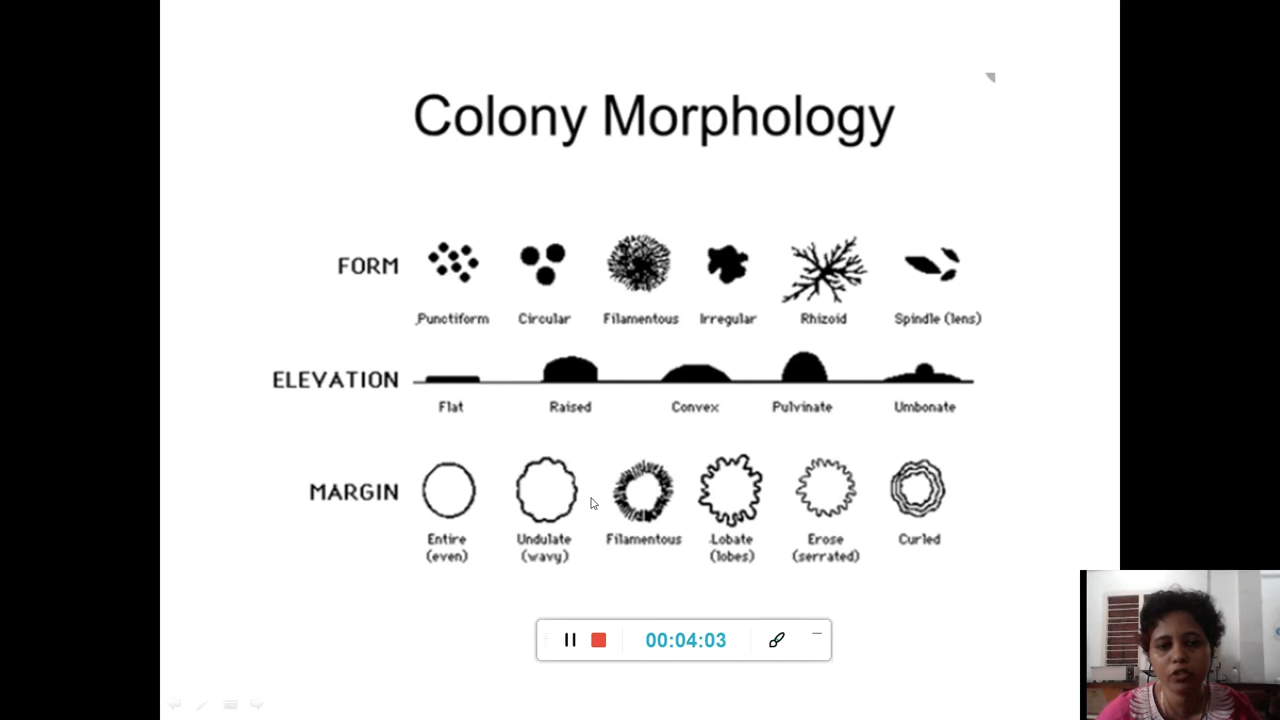 Colony Morphology
FORM
Punctiform Circular Filamentous Irregular Rhizoid Spindle (lens)
ELEVATION
Flat Raised Convex Pulvinate Umbonate
MARGIN
Entire Undulate Filamentous Lobate Erose Curled
(even) (wavy) (lobes) (serrated)
00:04:03